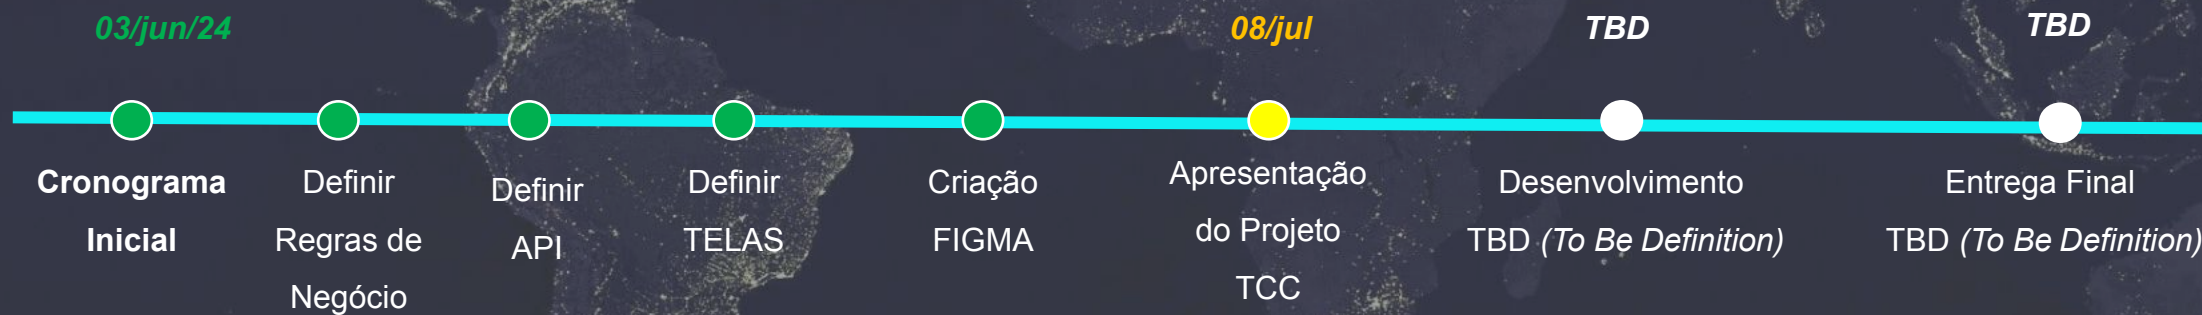 03/jun/24
08/jul
TBD
TBD
Cronograma
Inicial
Definir
Regras de
Negócio
Definir
API
Definir
TELAS
Criação
FIGMA
Apresentação
do Projeto
TCC
Desenvolvimento
TBD (To Be Definition)
Entrega Final
TBD (To Be Definition)